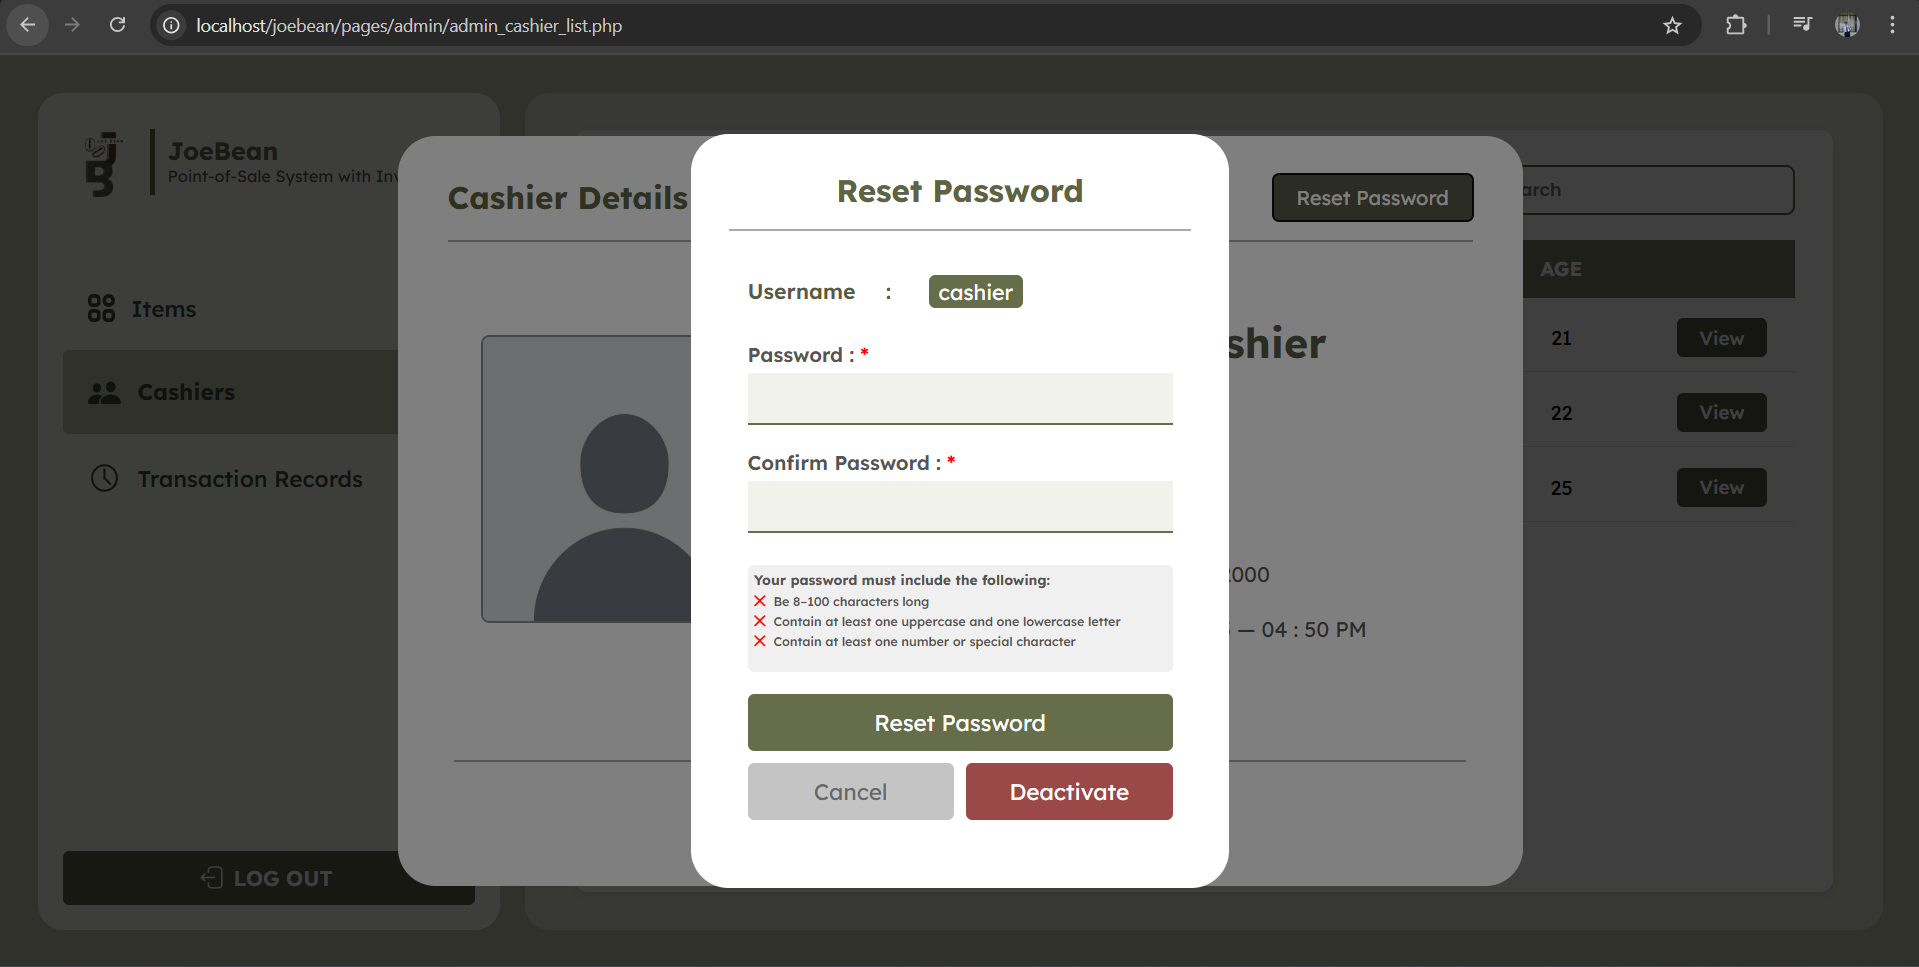 localhost/joebean/pages/admin/admin_cashier_list.php
JoeBean
Point-of-Sale System with Inv
Items
Cashiers
Transaction Records
LOG OUT
Cashier Details
Reset Password
shier
2000
— 04 : 50 PM
arch
AGE
21 View
22 View
25 View
Reset Password
Username : cashier
Password : *
Confirm Password : *
Your password must include the following:
Be 8–100 characters long
Contain at least one uppercase and one lowercase letter
Contain at least one number or special character
Reset Password
Cancel Deactivate